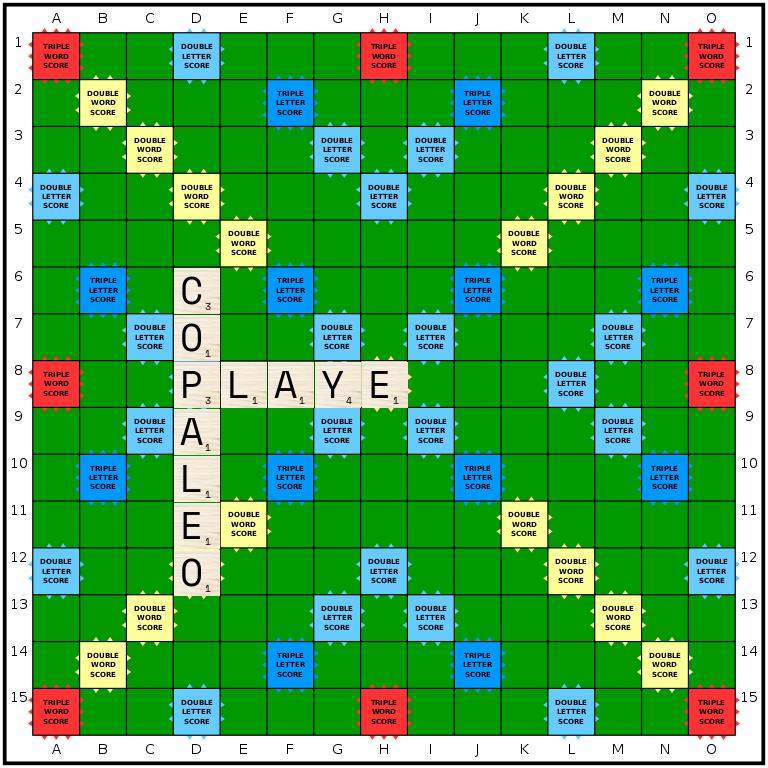 A B C D E F G H I J K L M N O
1 TRIPLE DOUBLE TRIPLE DOUBLE TRIPLE 1
WORD LETTER WORD LETTER WORD
SCORE SCORE SCORE SCORE SCORE
2 DOUBLE TRIPLE TRIPLE DOUBLE 2
WORD LETTER LETTER WORD
SCORE SCORE SCORE SCORE
3 DOUBLE DOUBLE DOUBLE DOUBLE 3
WORD LETTER LETTER WORD
SCORE SCORE SCORE SCORE
4 DOUBLE DOUBLE DOUBLE DOUBLE DOUBLE 4
LETTER WORD LETTER WORD LETTER
SCORE SCORE SCORE SCORE SCORE
5 DOUBLE DOUBLE 5
WORD WORD
SCORE SCORE
6 TRIPLE C3 TRIPLE TRIPLE TRIPLE 6
LETTER LETTER LETTER LETTER
SCORE SCORE SCORE SCORE
7 DOUBLE O1 DOUBLE DOUBLE DOUBLE 7
LETTER LETTER LETTER LETTER
SCORE SCORE SCORE SCORE
8 TRIPLE P3 L1 A1 Y4 E1 DOUBLE TRIPLE 8
WORD LETTER WORD
SCORE SCORE SCORE
9 DOUBLE A1 DOUBLE DOUBLE DOUBLE 9
LETTER LETTER LETTER LETTER
SCORE SCORE SCORE SCORE
10 TRIPLE L1 TRIPLE TRIPLE TRIPLE 10
LETTER LETTER LETTER LETTER
SCORE SCORE SCORE SCORE
11 E1 DOUBLE DOUBLE 11
WORD WORD
SCORE SCORE
12 DOUBLE O1 DOUBLE DOUBLE DOUBLE 12
LETTER LETTER WORD LETTER
SCORE SCORE SCORE SCORE
13 DOUBLE DOUBLE DOUBLE DOUBLE 13
WORD LETTER LETTER WORD
SCORE SCORE SCORE SCORE
14 DOUBLE TRIPLE TRIPLE DOUBLE 14
WORD LETTER LETTER WORD
SCORE SCORE SCORE SCORE
15 TRIPLE DOUBLE TRIPLE DOUBLE TRIPLE 15
WORD LETTER WORD LETTER WORD
SCORE SCORE SCORE SCORE SCORE
A B C D E F G H I J K L M N O